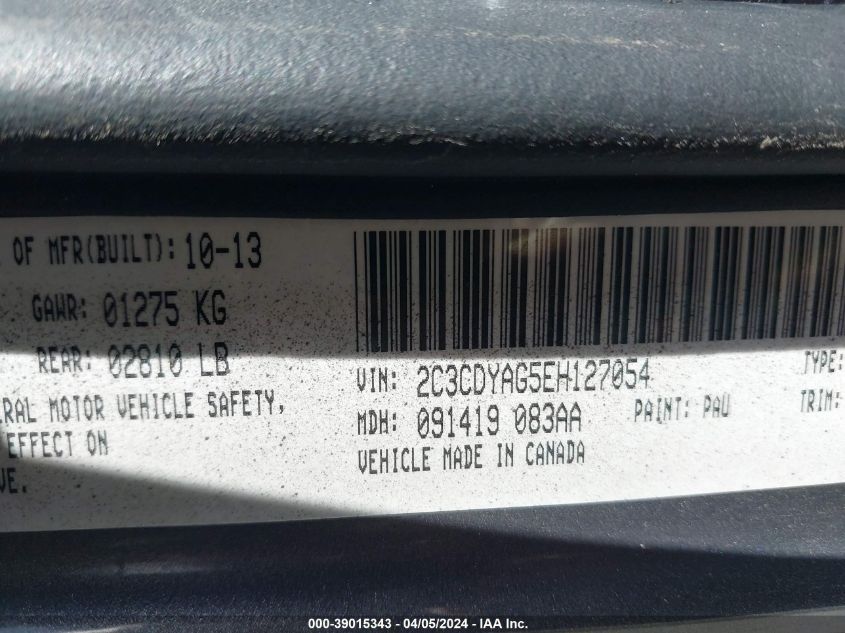 OF MFR(BUILT): 10-13
GAWR: 01275 KG
REAR: 02810 LB
ERAL MOTOR VEHICLE SAFETY,
EFFECT ON
VE.
VIN: 2C3CDYAG5EH127054
TYPE:
MDH: 091419 083AA
PAINT: PAU
TRIM:
VEHICLE MADE IN CANADA
000-39015343 - 04/05/2024 - IAA Inc.